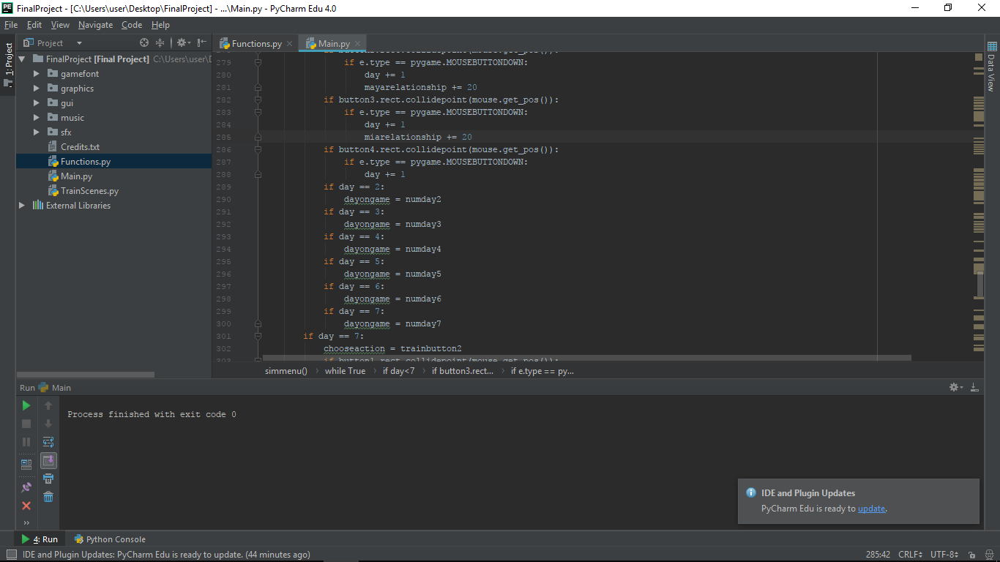 FinalProject - [C:\Users\user\Desktop\FinalProject] - ...\Main.py - PyCharm Edu 4.0
File Edit View Navigate Code Help
1: Project
Project
FinalProject [Final Project] C:\Users\user\D
gamefont
graphics
gui
music
sfx
Credits.txt
Functions.py
Main.py
TrainScenes.py
External Libraries
Functions.py Main.py
279 if e.type == pygame.MOUSEBUTTONDOWN:
280 day += 1
281 mayarelationship += 20
282 if button3.rect.collidepoint(mouse.get_pos()):
283 if e.type == pygame.MOUSEBUTTONDOWN:
284 day += 1
285 miarelationship += 20
286 if button4.rect.collidepoint(mouse.get_pos()):
287 if e.type == pygame.MOUSEBUTTONDOWN:
288 day += 1
289 if day == 2:
290 dayongame = numday2
291 if day == 3:
292 dayongame = numday3
293 if day == 4:
294 dayongame = numday4
295 if day == 5:
296 dayongame = numday5
297 if day == 6:
298 dayongame = numday6
299 if day == 7:
300 dayongame = numday7
301 if day == 7:
302 chooseaction = trainbutton2
303 if button1.rect.collidepoint(mouse.get_pos()):
simmenu() while True if day<7 if button3.rect... if e.type == py...
Data View
Run Main
Process finished with exit code 0
IDE and Plugin Updates
PyCharm Edu is ready to update.
4: Run Python Console
IDE and Plugin Updates: PyCharm Edu is ready to update. (44 minutes ago) 285:42 CRLF UTF-8